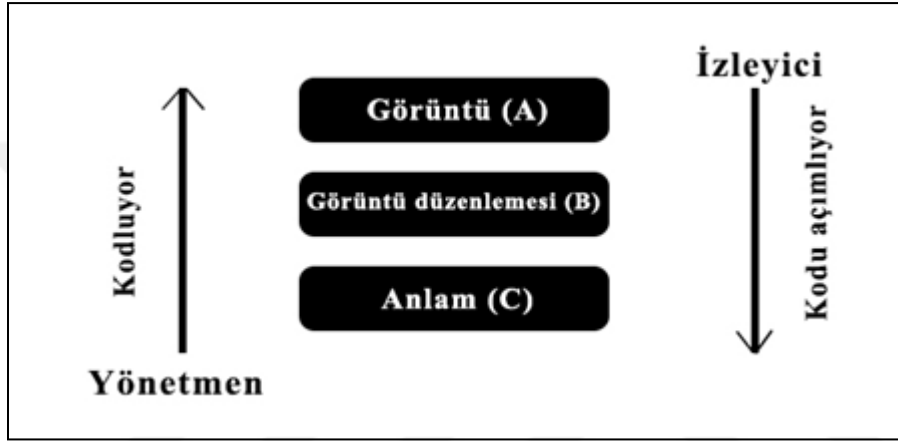 İzleyici
Görüntü (A)
Kodluyor
Görüntü düzenlemesi (B)
Kodu açımlıyor
Anlam (C)
Yönetmen